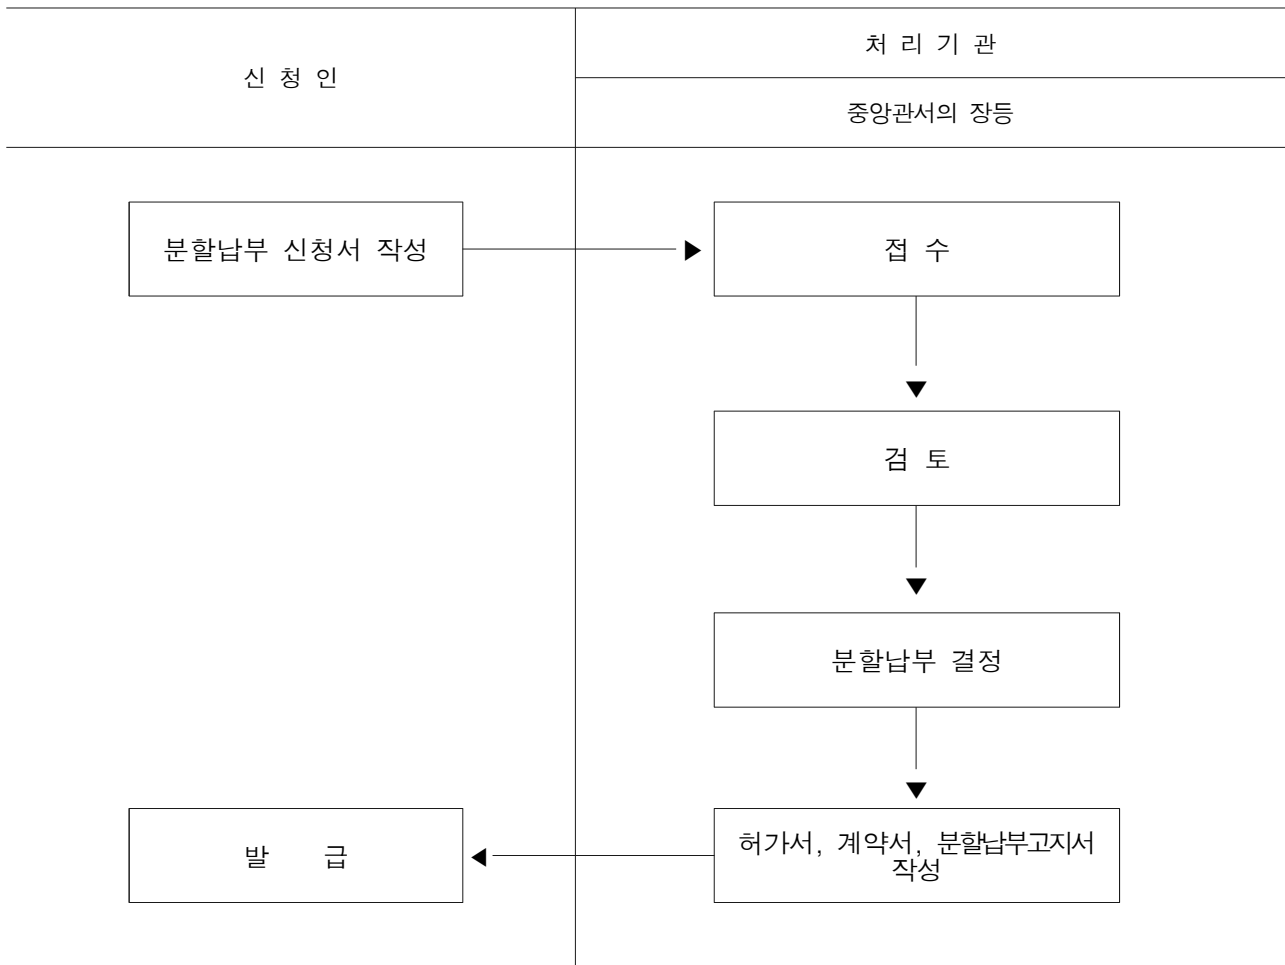 신 청 인
처 리 기 관
중앙관서의 장등
분할납부 신청서 작성
접 수
검 토
분할납부 결정
허가서, 계약서, 분할납부고지서
작성
발 급